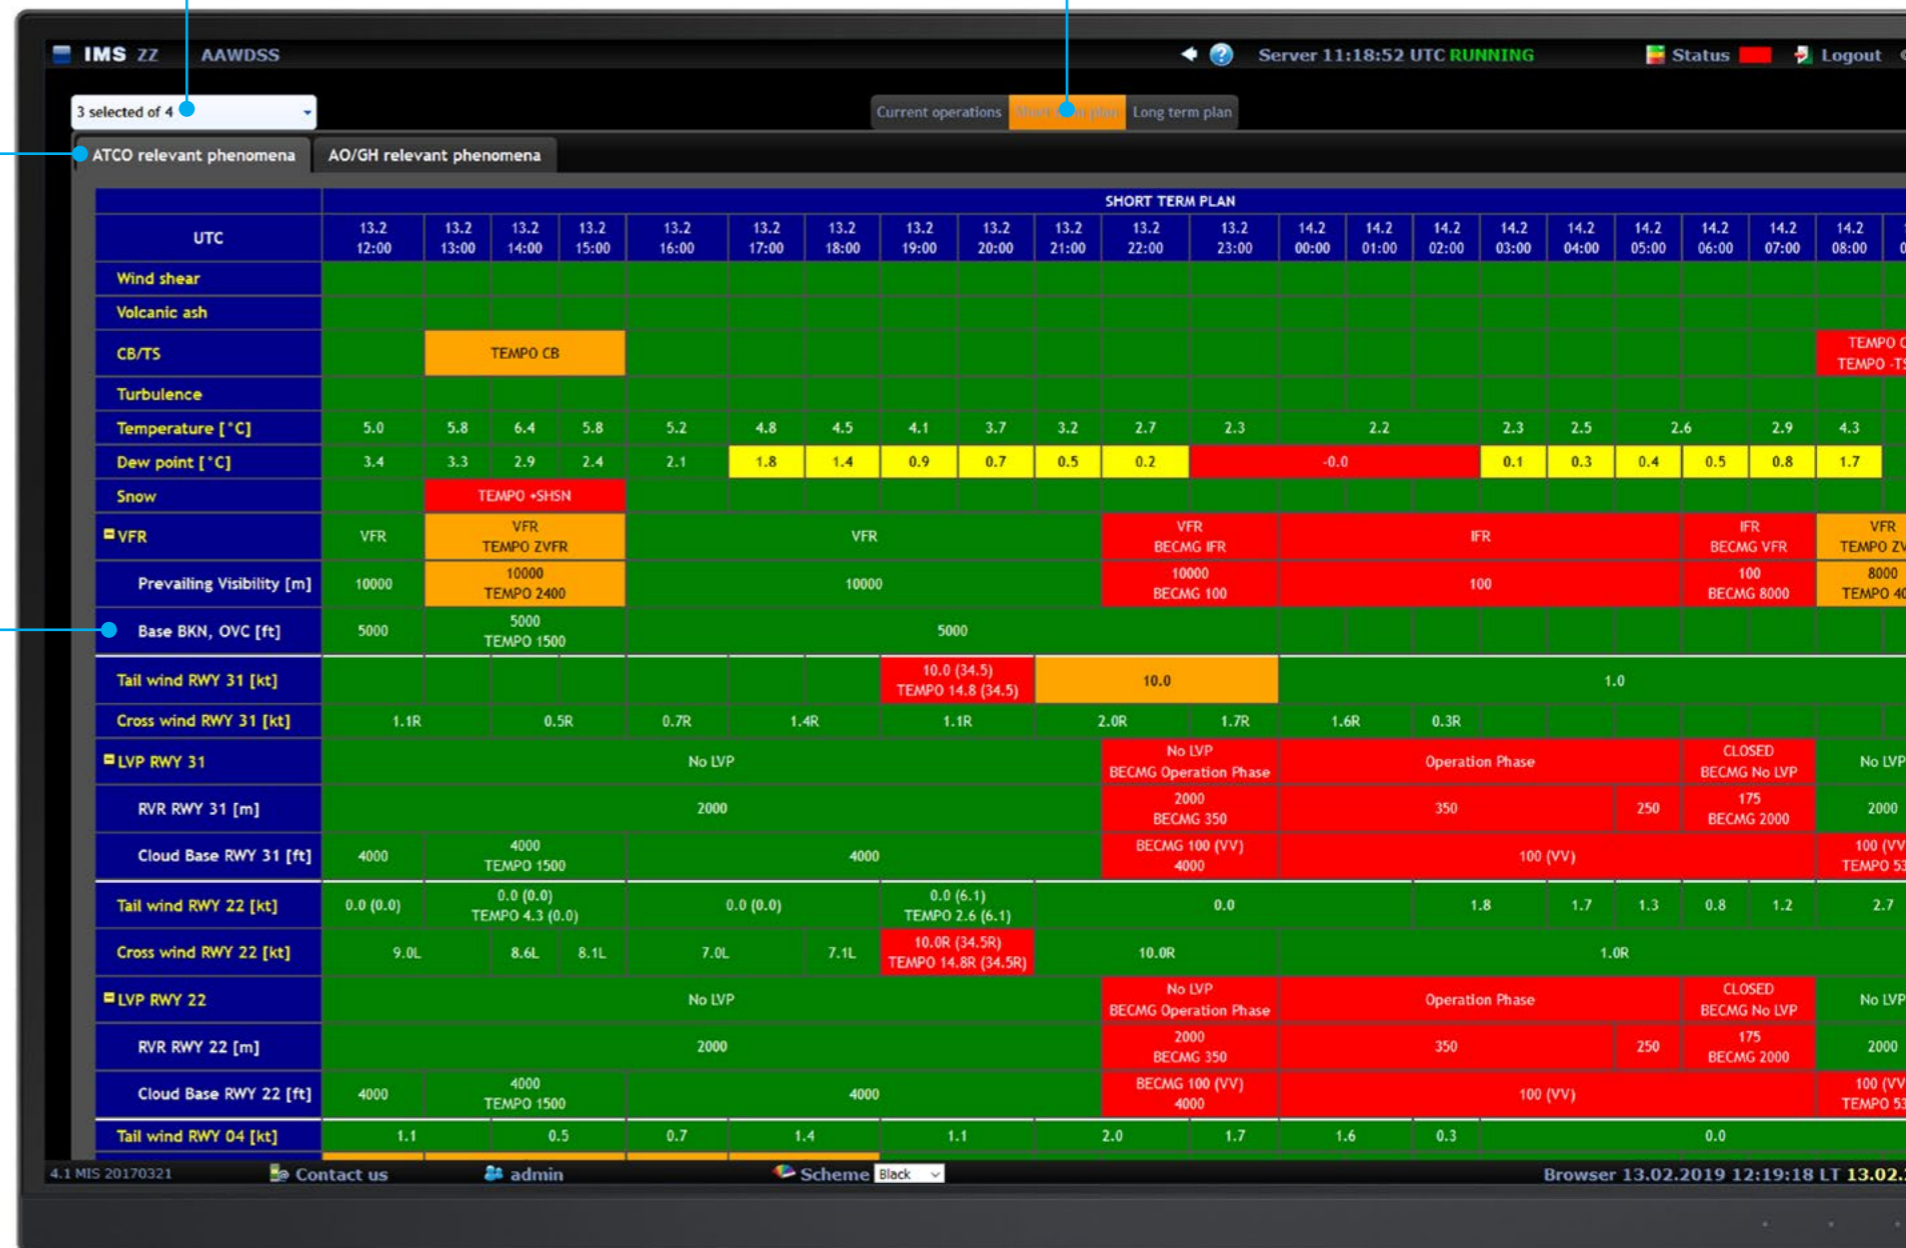 IMS ZZ AAWDSS Server 11:18:52 UTC RUNNING Status Logout
3 selected of 4 Current operations Short term plan Long term plan
ATCO relevant phenomena AO/GH relevant phenomena
SHORT TERM PLAN
UTC 13.2 12:00 13.2 13:00 13.2 14:00 13.2 15:00 13.2 16:00 13.2 17:00 13.2 18:00 13.2 19:00 13.2 20:00 13.2 21:00 13.2 22:00 13.2 23:00 14.2 00:00 14.2 01:00 14.2 02:00 14.2 03:00 14.2 04:00 14.2 05:00 14.2 06:00 14.2 07:00 14.2 08:00
Wind shear
Volcanic ash
CB/TS TEMPO CB TEMPO TEMPO
Turbulence
Temperature [°C] 5.0 5.8 6.4 5.8 5.2 4.8 4.5 4.1 3.7 3.2 2.7 2.3 2.2 2.3 2.5 2.6 2.9 4.3
Dew point [°C] 3.4 3.3 2.9 2.4 2.1 1.8 1.4 0.9 0.7 0.5 0.2 -0.0 0.1 0.3 0.4 0.5 0.8 1.7
Snow TEMPO +SHSN
VFR VFR VFR TEMPO ZVFR VFR VFR BECMG IFR IFR IFR BECMG VFR VFR TEMPO
Prevailing Visibility [m] 10000 10000 TEMPO 2400 10000 10000 BECMG 100 100 100 BECMG 8000 8000 TEMPO
Base BKN, OVC [ft] 5000 5000 TEMPO 1500 5000
Tail wind RWY 31 [kt] 10.0 (34.5) TEMPO 14.8 (34.5) 10.0 1.0
Cross wind RWY 31 [kt] 1.1R 0.5R 0.7R 1.4R 1.1R 2.0R 1.7R 1.6R 0.3R
LVP RWY 31 No LVP No LVP BECMG Operation Phase Operation Phase CLOSED BECMG No LVP No LVP
RVR RWY 31 [m] 2000 2000 BECMG 350 350 250 175 BECMG 2000 2000
Cloud Base RWY 31 [ft] 4000 4000 TEMPO 1500 4000 BECMG 100 (VV) 4000 100 (VV) 100 (VV TEMPO
Tail wind RWY 22 [kt] 0.0 (0.0) 0.0 (0.0) TEMPO 4.3 (0.0) 0.0 (0.0) 0.0 (6.1) TEMPO 2.6 (6.1) 0.0 1.8 1.7 1.3 0.8 1.2 2.7
Cross wind RWY 22 [kt] 9.0L 8.6L 8.1L 7.0L 7.1L 10.0R (34.5R) TEMPO 14.8R (34.5R) 10.0R 1.0R
LVP RWY 22 No LVP No LVP BECMG Operation Phase Operation Phase CLOSED BECMG No LVP No LVP
RVR RWY 22 [m] 2000 2000 BECMG 350 350 250 175 BECMG 2000 2000
Cloud Base RWY 22 [ft] 4000 4000 TEMPO 1500 4000 BECMG 100 (VV) 4000 100 (VV) 100 (VV TEMPO
Tail wind RWY 04 [kt] 1.1 0.5 0.7 1.4 1.1 2.0 1.7 1.6 0.3 0.0
4.1 MIS 20170321 Contact us admin Scheme Black Browser 13.02.2019 12:19:18 LT 13.02.